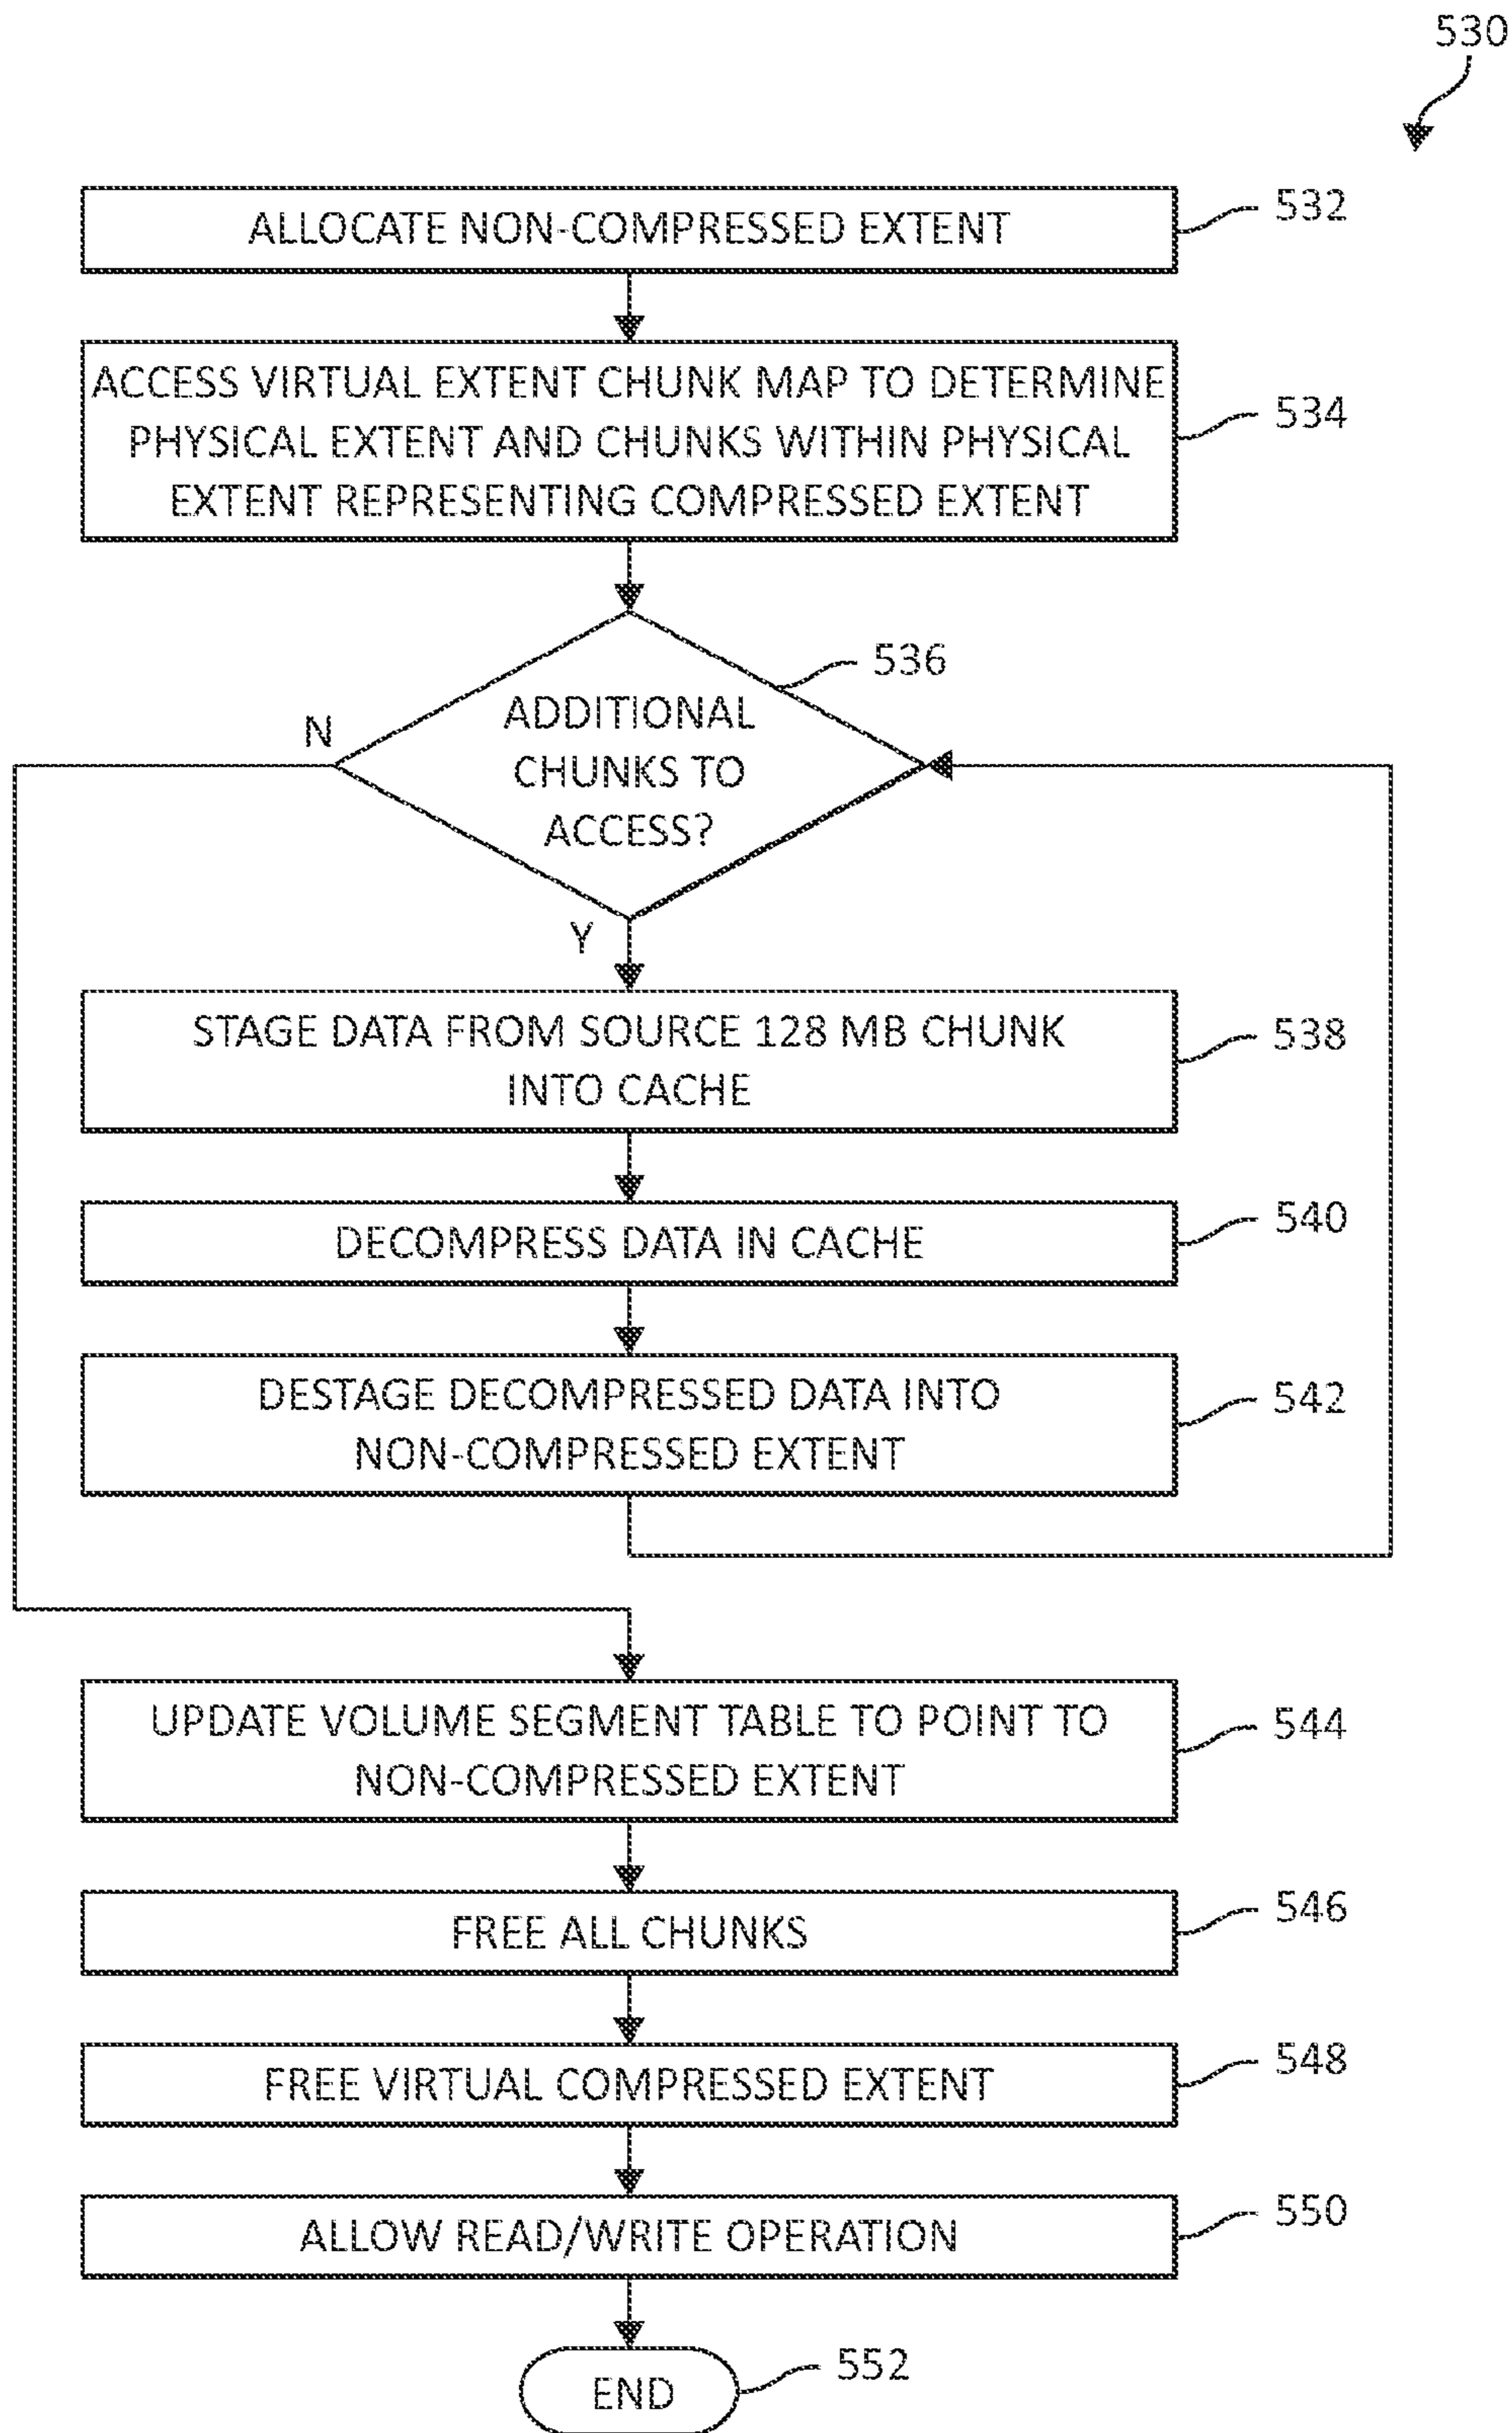 530
ALLOCATE NON-COMPRESSED EXTENT
532
ACCESS VIRTUAL EXTENT CHUNK MAP TO DETERMINE
PHYSICAL EXTENT AND CHUNKS WITHIN PHYSICAL
EXTENT REPRESENTING COMPRESSED EXTENT
534
536
ADDITIONAL
CHUNKS TO
ACCESS?
N
Y
STAGE DATA FROM SOURCE 128 MB CHUNK
INTO CACHE
538
DECOMPRESS DATA IN CACHE
540
DESTAGE DECOMPRESSED DATA INTO
NON-COMPRESSED EXTENT
542
UPDATE VOLUME SEGMENT TABLE TO POINT TO
NON-COMPRESSED EXTENT
544
FREE ALL CHUNKS
546
FREE VIRTUAL COMPRESSED EXTENT
548
ALLOW READ/WRITE OPERATION
550
END
552